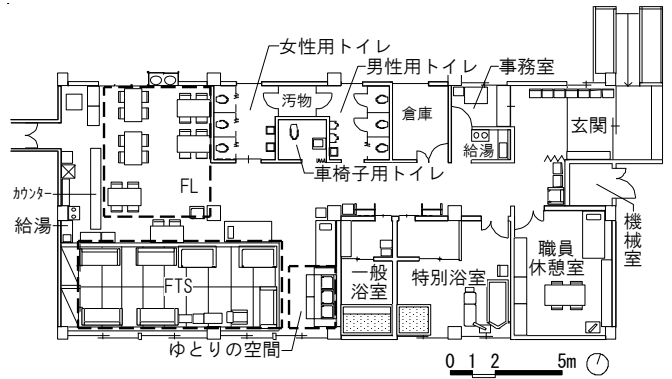 女性用トイレ
男性用トイレ
事務室
汚物
倉庫
玄関
給湯
車椅子用トイレ
FL
カウンター
給湯
機械室
一般
浴室
特別浴室
職員
休憩室
FTS
ゆとりの空間
0 1 2 5m